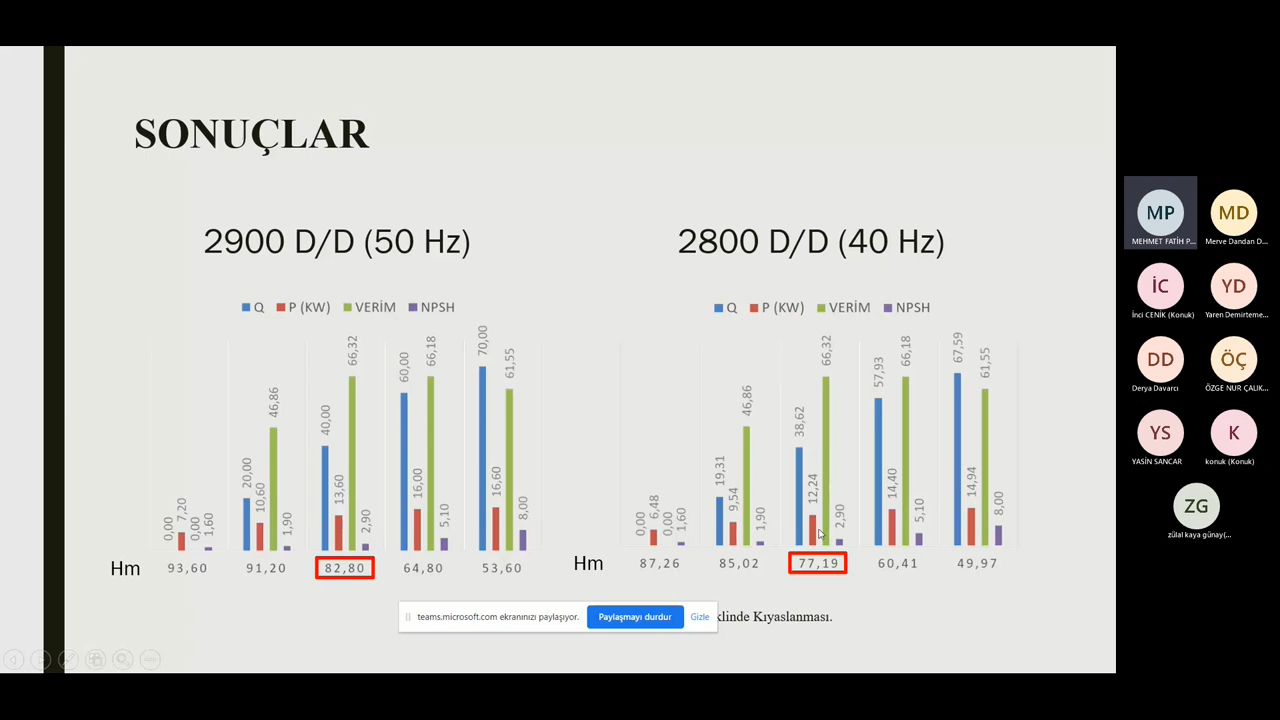 SONUÇLAR
2900 D/D (50 Hz)
Q P (KW) VERİM NPSH
0,00 7,20 0,00 1,60
20,00 10,60 46,86 1,90
40,00 13,60 66,32 2,90
60,00 16,00 66,18 5,10
70,00 16,60 61,55 8,00
Hm 93,60 91,20 82,80 64,80 53,60
2800 D/D (40 Hz)
Q P (KW) VERİM NPSH
0,00 6,48 0,00 1,60
19,31 9,54 46,86 1,90
38,62 12,24 66,32 2,90
57,93 14,40 66,18 5,10
67,59 14,94 61,55 8,00
Hm 87,26 85,02 77,19 60,41 49,97
klinde Kıyaslanması.
teams.microsoft.com ekranınızı paylaşıyor. Paylaşmayı durdur Gizle
MP MD
MEHMET FATİH P... Merve Dandan D...
İC YD
İnci CENİK (Konuk) Yaren Demirteme...
DD ÖÇ
Derya Davarcı ÖZGE NUR ÇALIK...
YS K
YASİN SANCAR konuk (Konuk)
ZG
zülal kaya günay(...